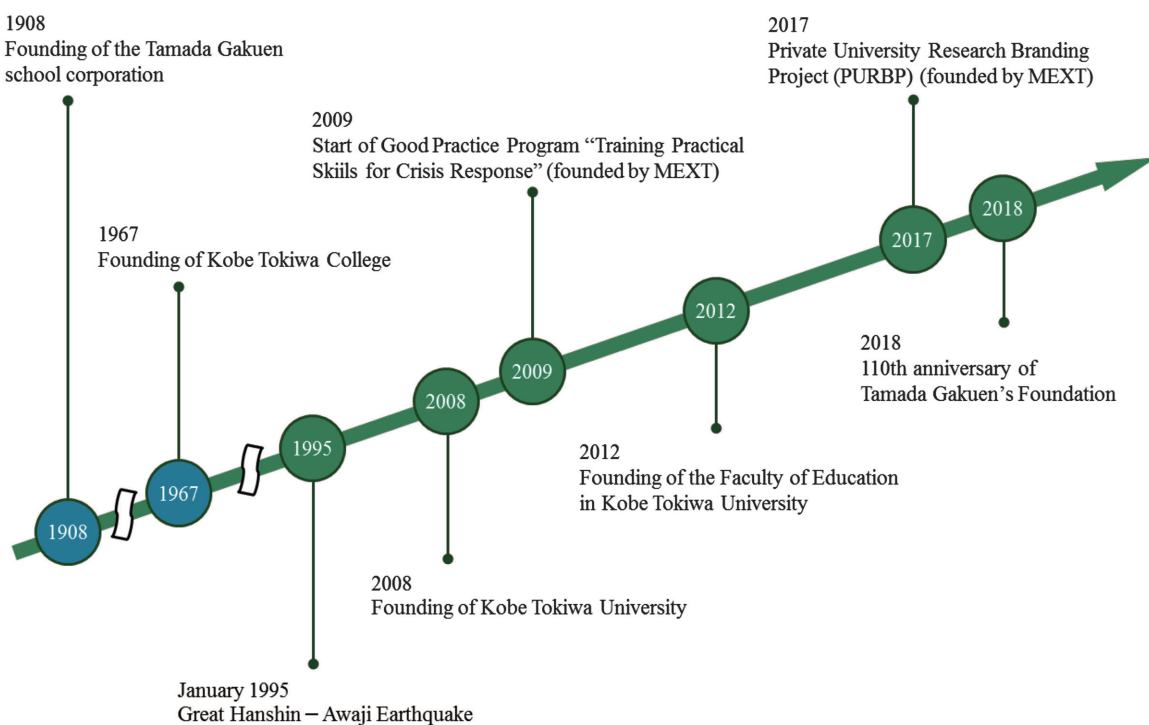 1908
Founding of the Tamada Gakuen
school corporation
1967
Founding of Kobe Tokiwa College
2009
Start of Good Practice Program “Training Practical
Skiils for Crisis Response” (founded by MEXT)
2017
Private University Research Branding
Project (PURBP) (founded by MEXT)
1908
1967
1995
2008
2009
2012
2017
2018
January 1995
Great Hanshin – Awaji Earthquake
2008
Founding of Kobe Tokiwa University
2012
Founding of the Faculty of Education
in Kobe Tokiwa University
2018
110th anniversary of
Tamada Gakuen’s Foundation